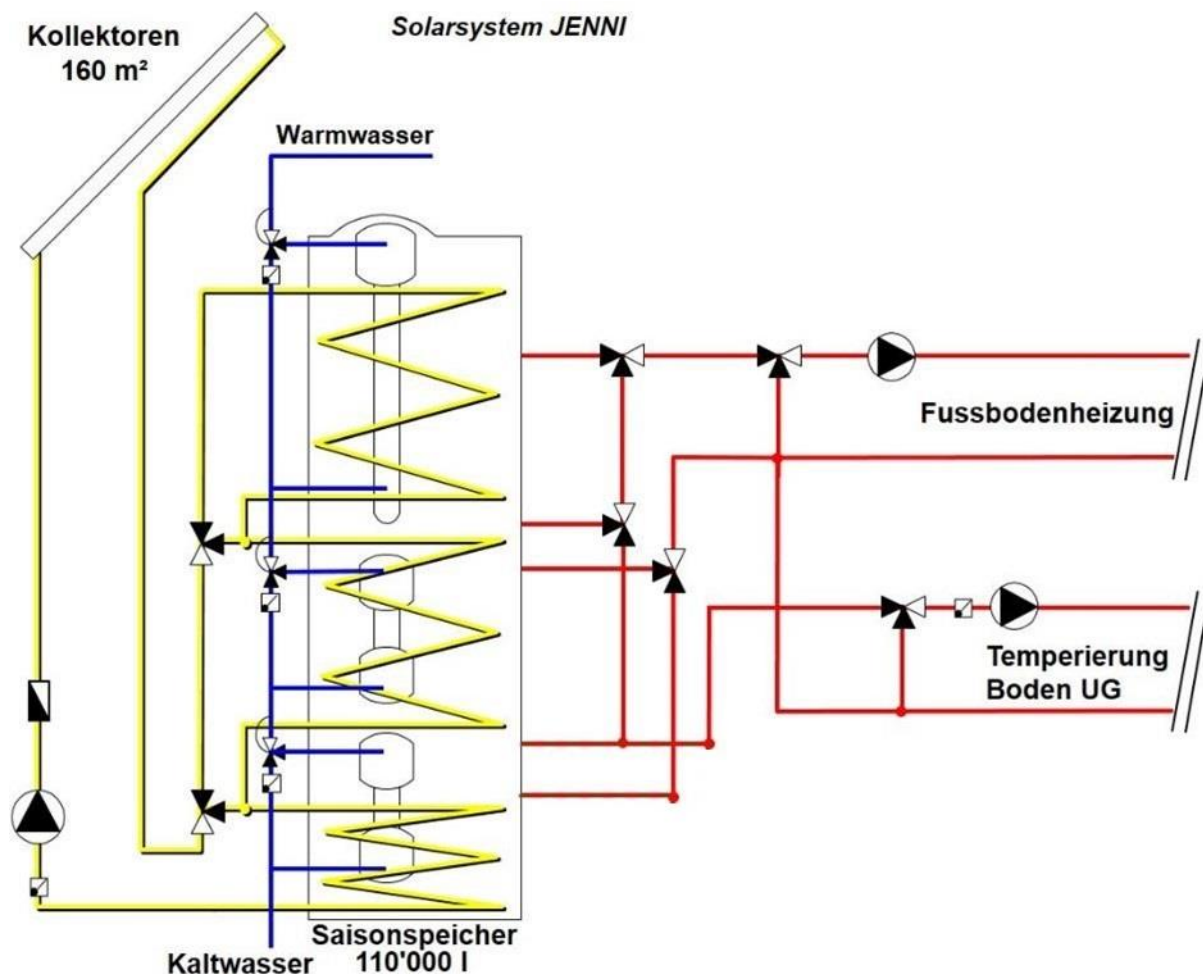 Solarsystem JENNI
Kollektoren
160 m²
Warmwasser
Fussbodenheizung
Temperierung
Boden UG
Saisonspeicher
110'000 l
Kaltwasser